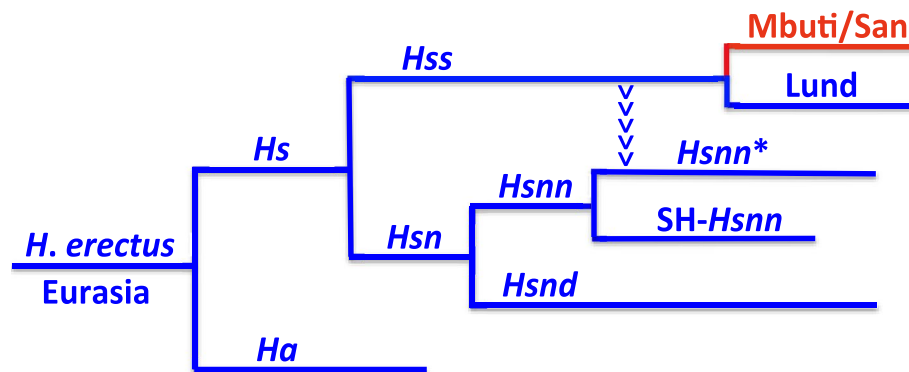 Mbuti/San
Hss
Lund
Hs
Hsnn*
Hsnn
SH-Hsnn
H. erectus
Hsn
Eurasia
Hsnd
Ha